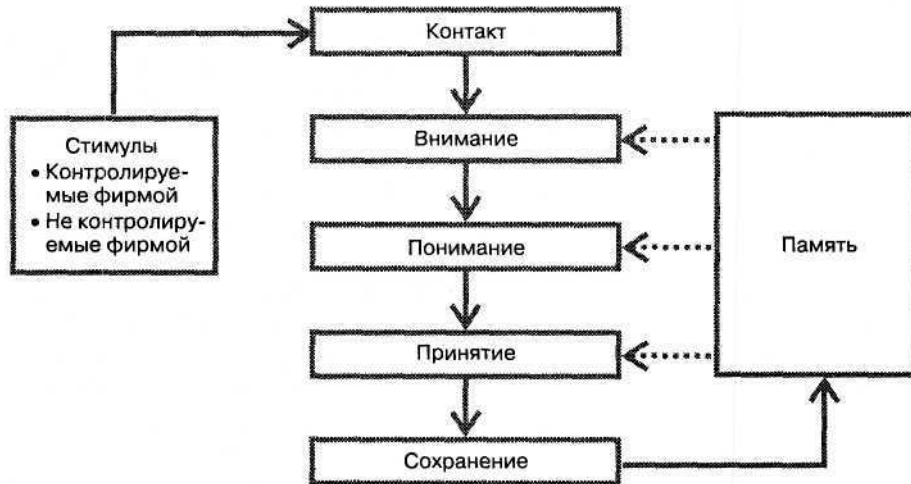 Контакт
Стимулы
• Контролируе-
мые фирмой
• Не контролиру-
емые фирмой
Внимание
Понимание
Принятие
Сохранение
Память